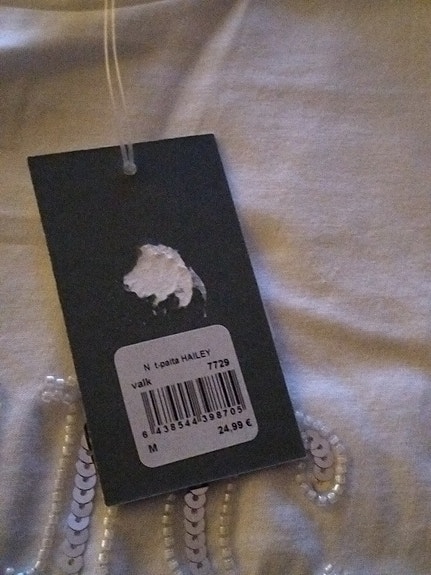 N t-paita HAILEY
valk 7729
6 438544 398705
M 24,99 €